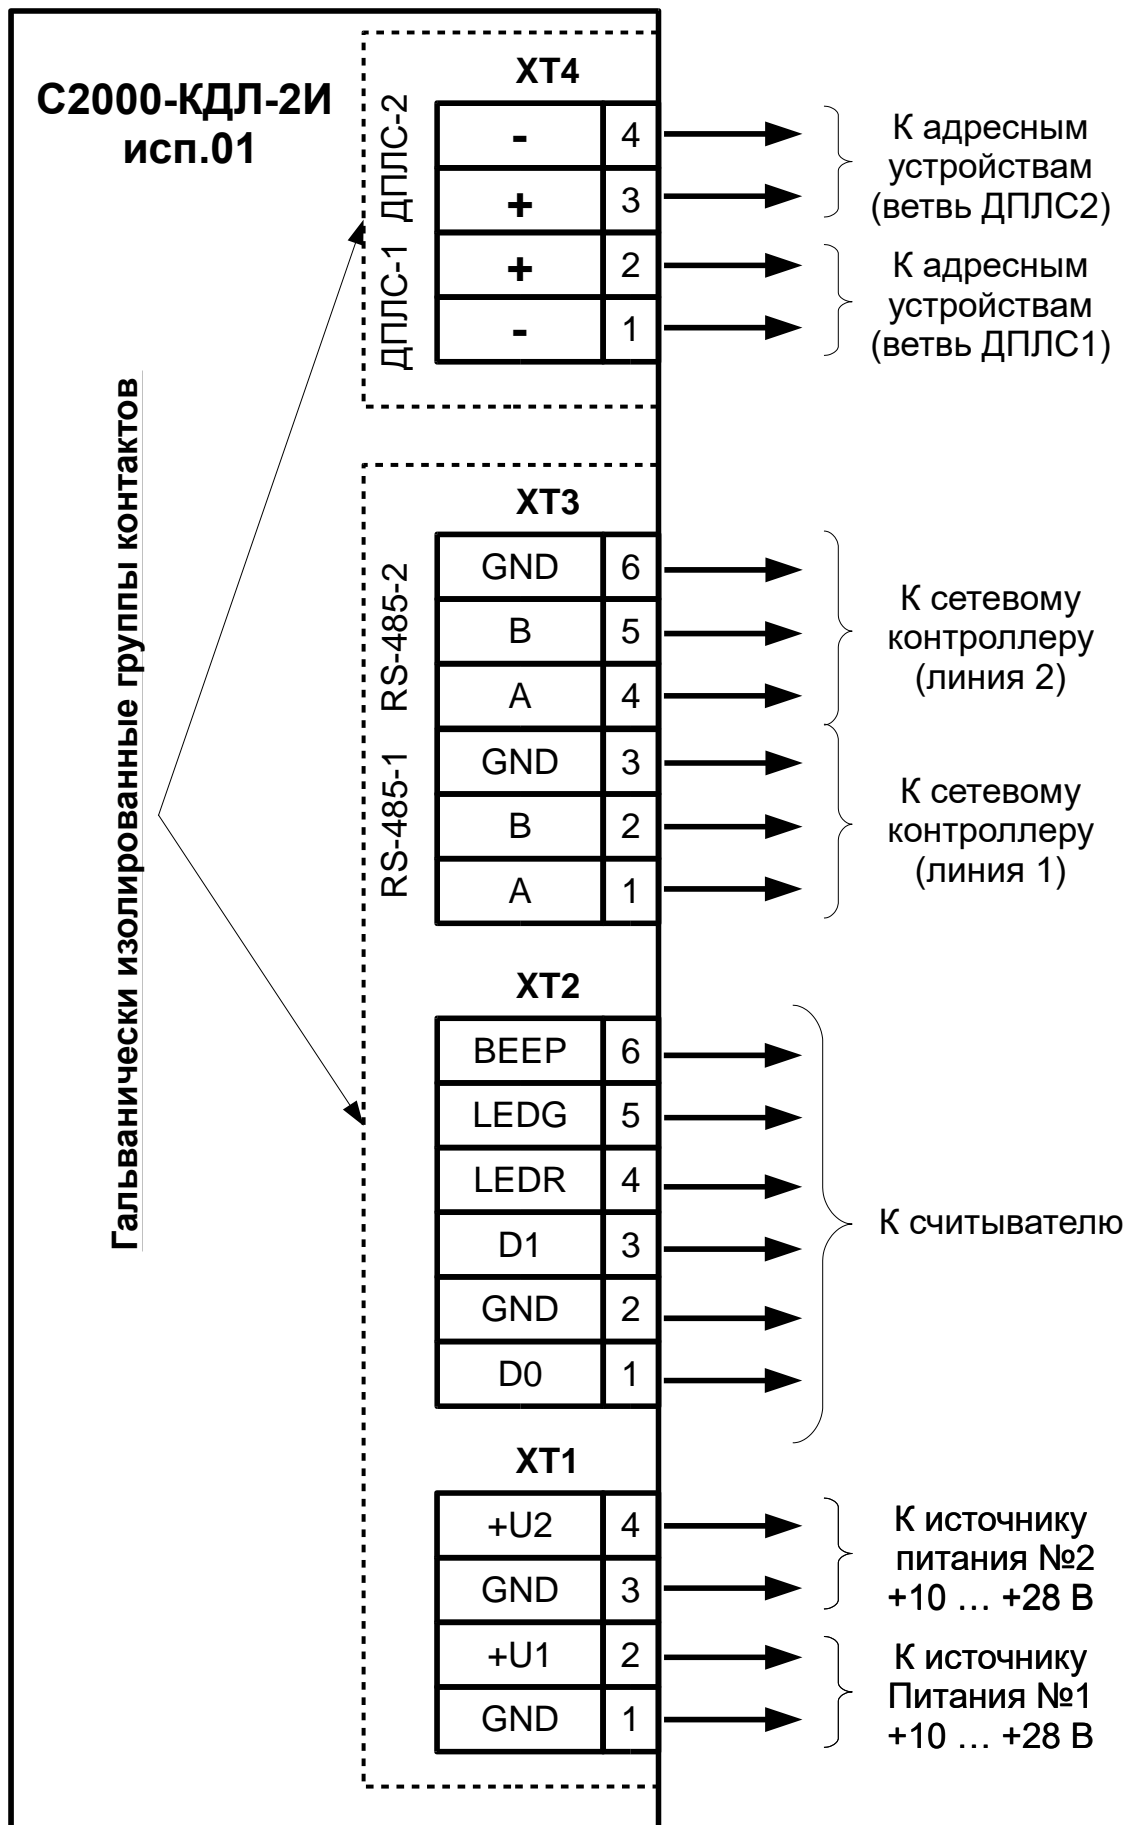 С2000-КДЛ-2И
исп.01
Гальванически изолированные группы контактов
XT4
ДПЛС-2
ДПЛС-1
- 4
+ 3
+ 2
- 1
К адресным
устройствам
(ветвь ДПЛС2)
К адресным
устройствам
(ветвь ДПЛС1)
XT3
RS-485-2
RS-485-1
GND 6
B 5
A 4
GND 3
B 2
A 1
К сетевому
контроллеру
(линия 2)
К сетевому
контроллеру
(линия 1)
XT2
BEEP 6
LEDG 5
LEDR 4
D1 3
GND 2
D0 1
К считывателю
XT1
+U2 4
GND 3
+U1 2
GND 1
К источнику
питания №2
+10 … +28 В
К источнику
Питания №1
+10 … +28 В